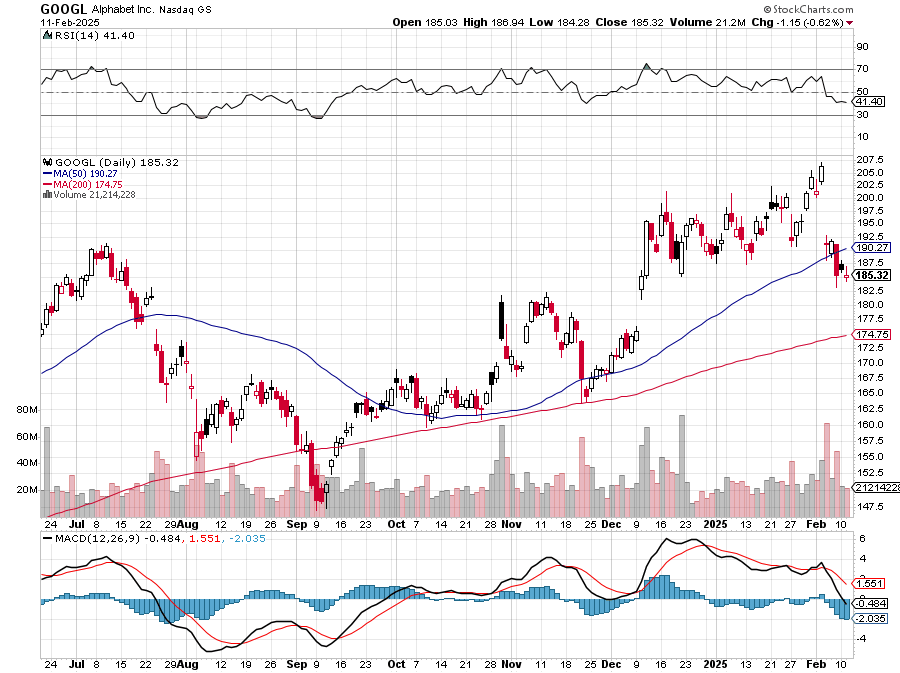 GOOGL Alphabet Inc. Nasdaq GS © StockCharts.com
11-Feb-2025 Open 185.03 High 186.94 Low 184.28 Close 185.32 Volume 21.2M Chg -1.15 (-0.62%)
RSI(14) 41.40
90
70
50
41.40
30
10
GOOGL (Daily) 185.32
MA(50) 190.27
MA(200) 174.75
Volume 21,214,228
207.5
205.0
202.5
200.0
197.5
195.0
192.5
190.27
187.5
185.32
182.5
180.0
177.5
174.75
172.5
170.0
167.5
165.0
162.5
160.0
157.5
155.0
152.5
21214228
147.5
80M
60M
40M
20M
24 Jul 8 15 22 29 Aug 12 19 26 Sep 9 16 23 Oct 7 14 21 28 Nov 11 18 25 Dec 9 16 23 2025 13 21 27 Feb 10
MACD(12,26,9) -0.484, 1.551, -2.035
6
4
2
1.551
-0.484
-2.035
-4
24 Jul 8 15 22 29 Aug 12 19 26 Sep 9 16 23 Oct 7 14 21 28 Nov 11 18 25 Dec 9 16 23 2025 13 21 27 Feb 10